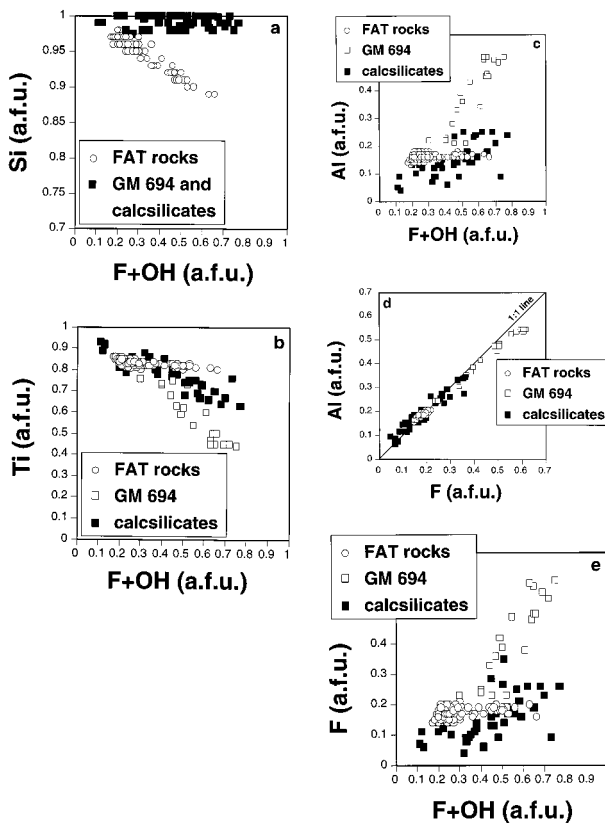 a
1
0.95
0.9
0.85
0.8
0.75
0.7
Si (a.f.u.)
FAT rocks
GM 694 and
calcsilicates
0 0.1 0.2 0.3 0.4 0.5 0.6 0.7 0.8 0.9 1
F+OH (a.f.u.)
b
1
0.9
0.8
0.7
0.6
0.5
0.4
0.3
0.2
0.1
0
Ti (a.f.u.)
FAT rocks
GM 694
calcsilicates
0 0.1 0.2 0.3 0.4 0.5 0.6 0.7 0.8 0.9 1
F+OH (a.f.u.)
FAT rocks
GM 694
calcsilicates
c
0.4
0.3
0.2
0.1
0
Al (a.f.u.)
0 0.1 0.2 0.3 0.4 0.5 0.6 0.7 0.8 0.9 1
F+OH (a.f.u.)
d
1:1 line
0.7
0.6
0.5
0.4
0.3
0.2
0.1
0
Al (a.f.u.)
FAT rocks
GM 694
calcsilicates
0 0.1 0.2 0.3 0.4 0.5 0.6 0.7
F (a.f.u.)
FAT rocks
GM 694
calcsilicates
e
0.4
0.3
0.2
0.1
0
F (a.f.u.)
0 0.1 0.2 0.3 0.4 0.5 0.6 0.7 0.8 0.9
F+OH (a.f.u.)